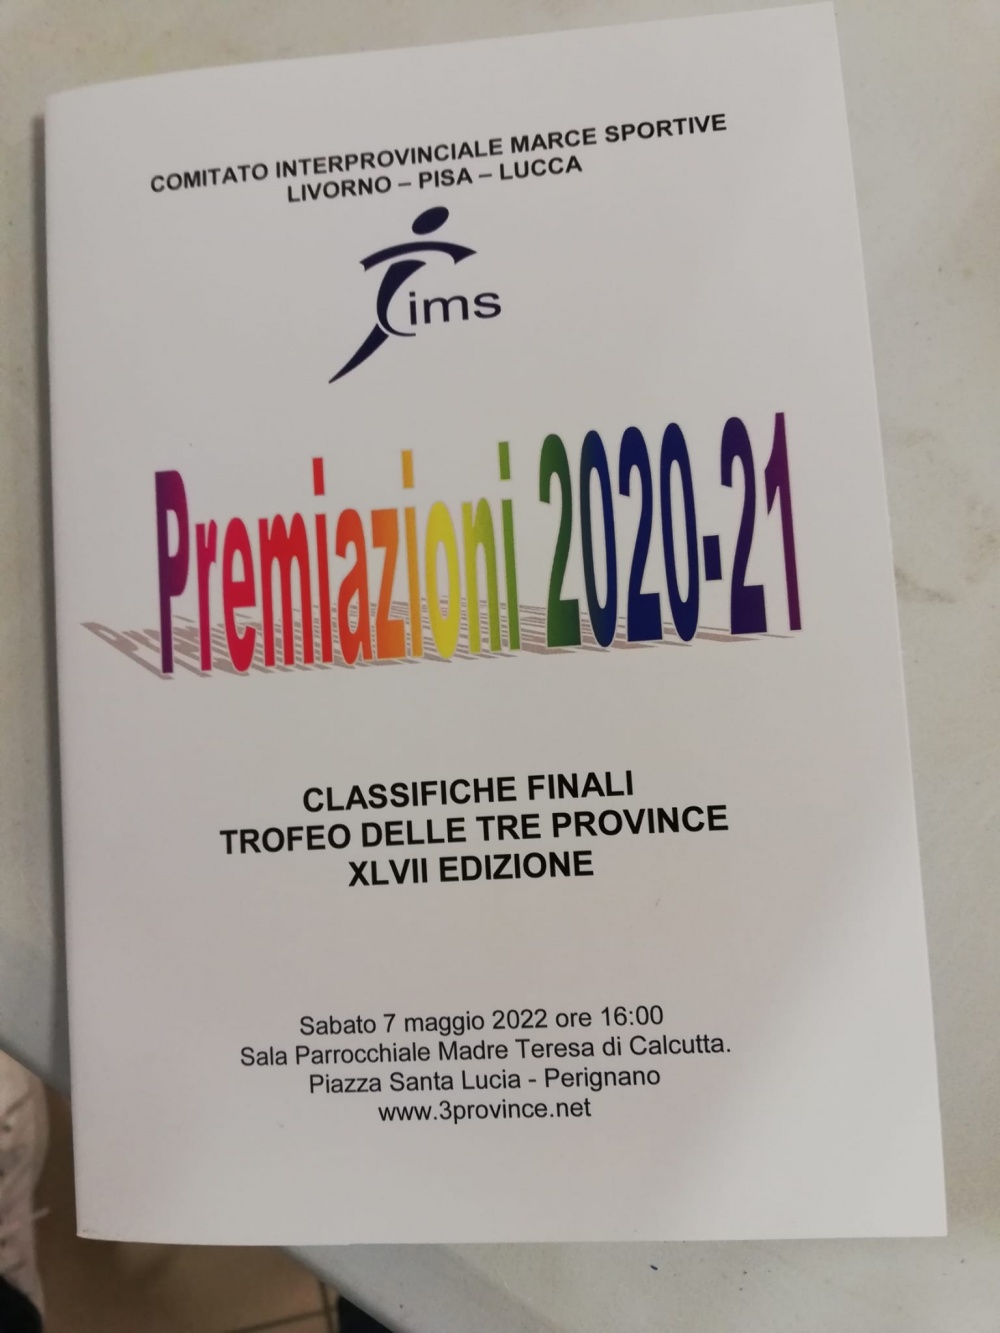 COMITATO INTERPROVINCIALE MARCE SPORTIVE
LIVORNO – PISA – LUCCA
Cims
Premiazioni 2020-21
CLASSIFICHE FINALI
TROFEO DELLE TRE PROVINCE
XLVII EDIZIONE
Sabato 7 maggio 2022 ore 16:00
Sala Parrocchiale Madre Teresa di Calcutta.
Piazza Santa Lucia - Perignano
www.3province.net